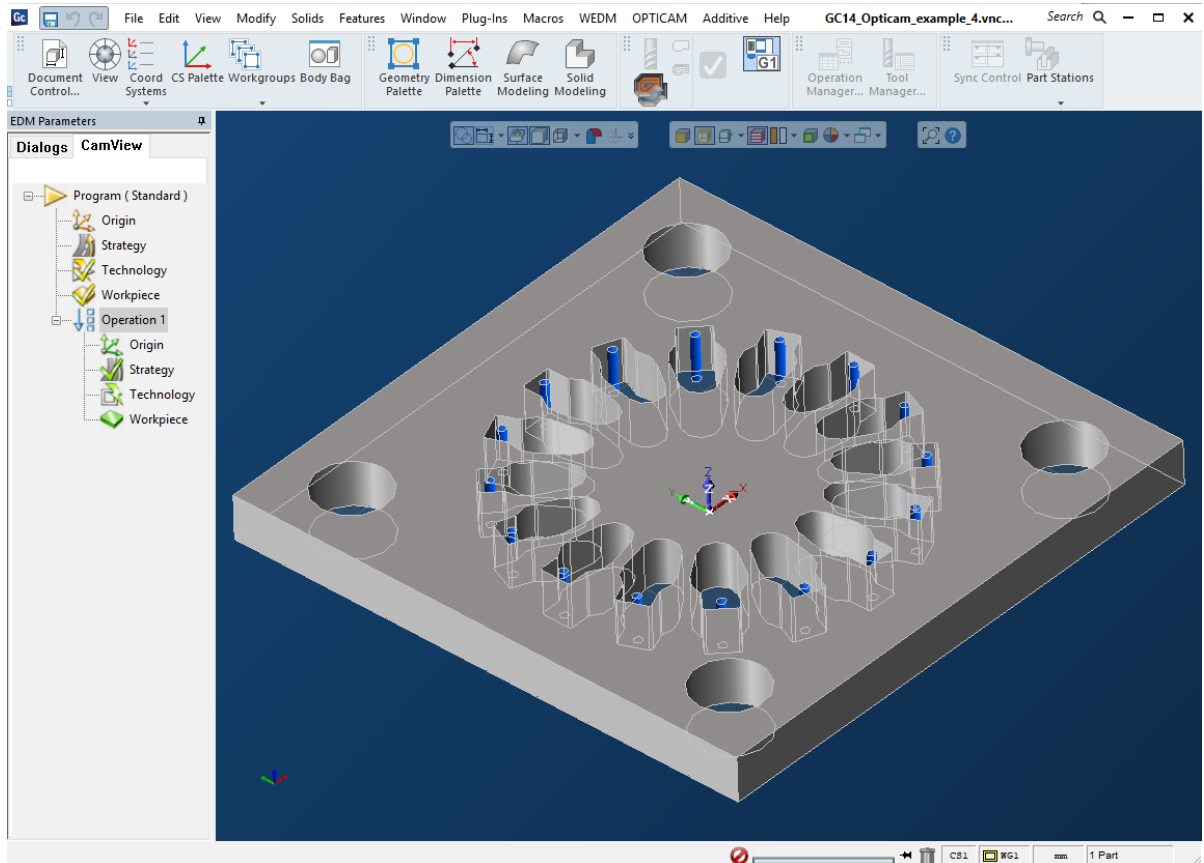 Gc File Edit View Modify Solids Features Window Plug-Ins Macros WEDM OPTICAM Additive Help GC14_Opticam_example_4.vnc... Search
G1
Document Control... View Coord Systems CS Palette Workgroups Body Bag Geometry Palette Dimension Palette Surface Modeling Solid Modeling Operation Manager... Tool Manager... Sync Control Part Stations
EDM Parameters
Dialogs CamView
Program ( Standard )
Origin
Strategy
Technology
Workpiece
Operation 1
Origin
Strategy
Technology
Workpiece
Z
Z
Y X
CS1 WG1 mm 1 Part